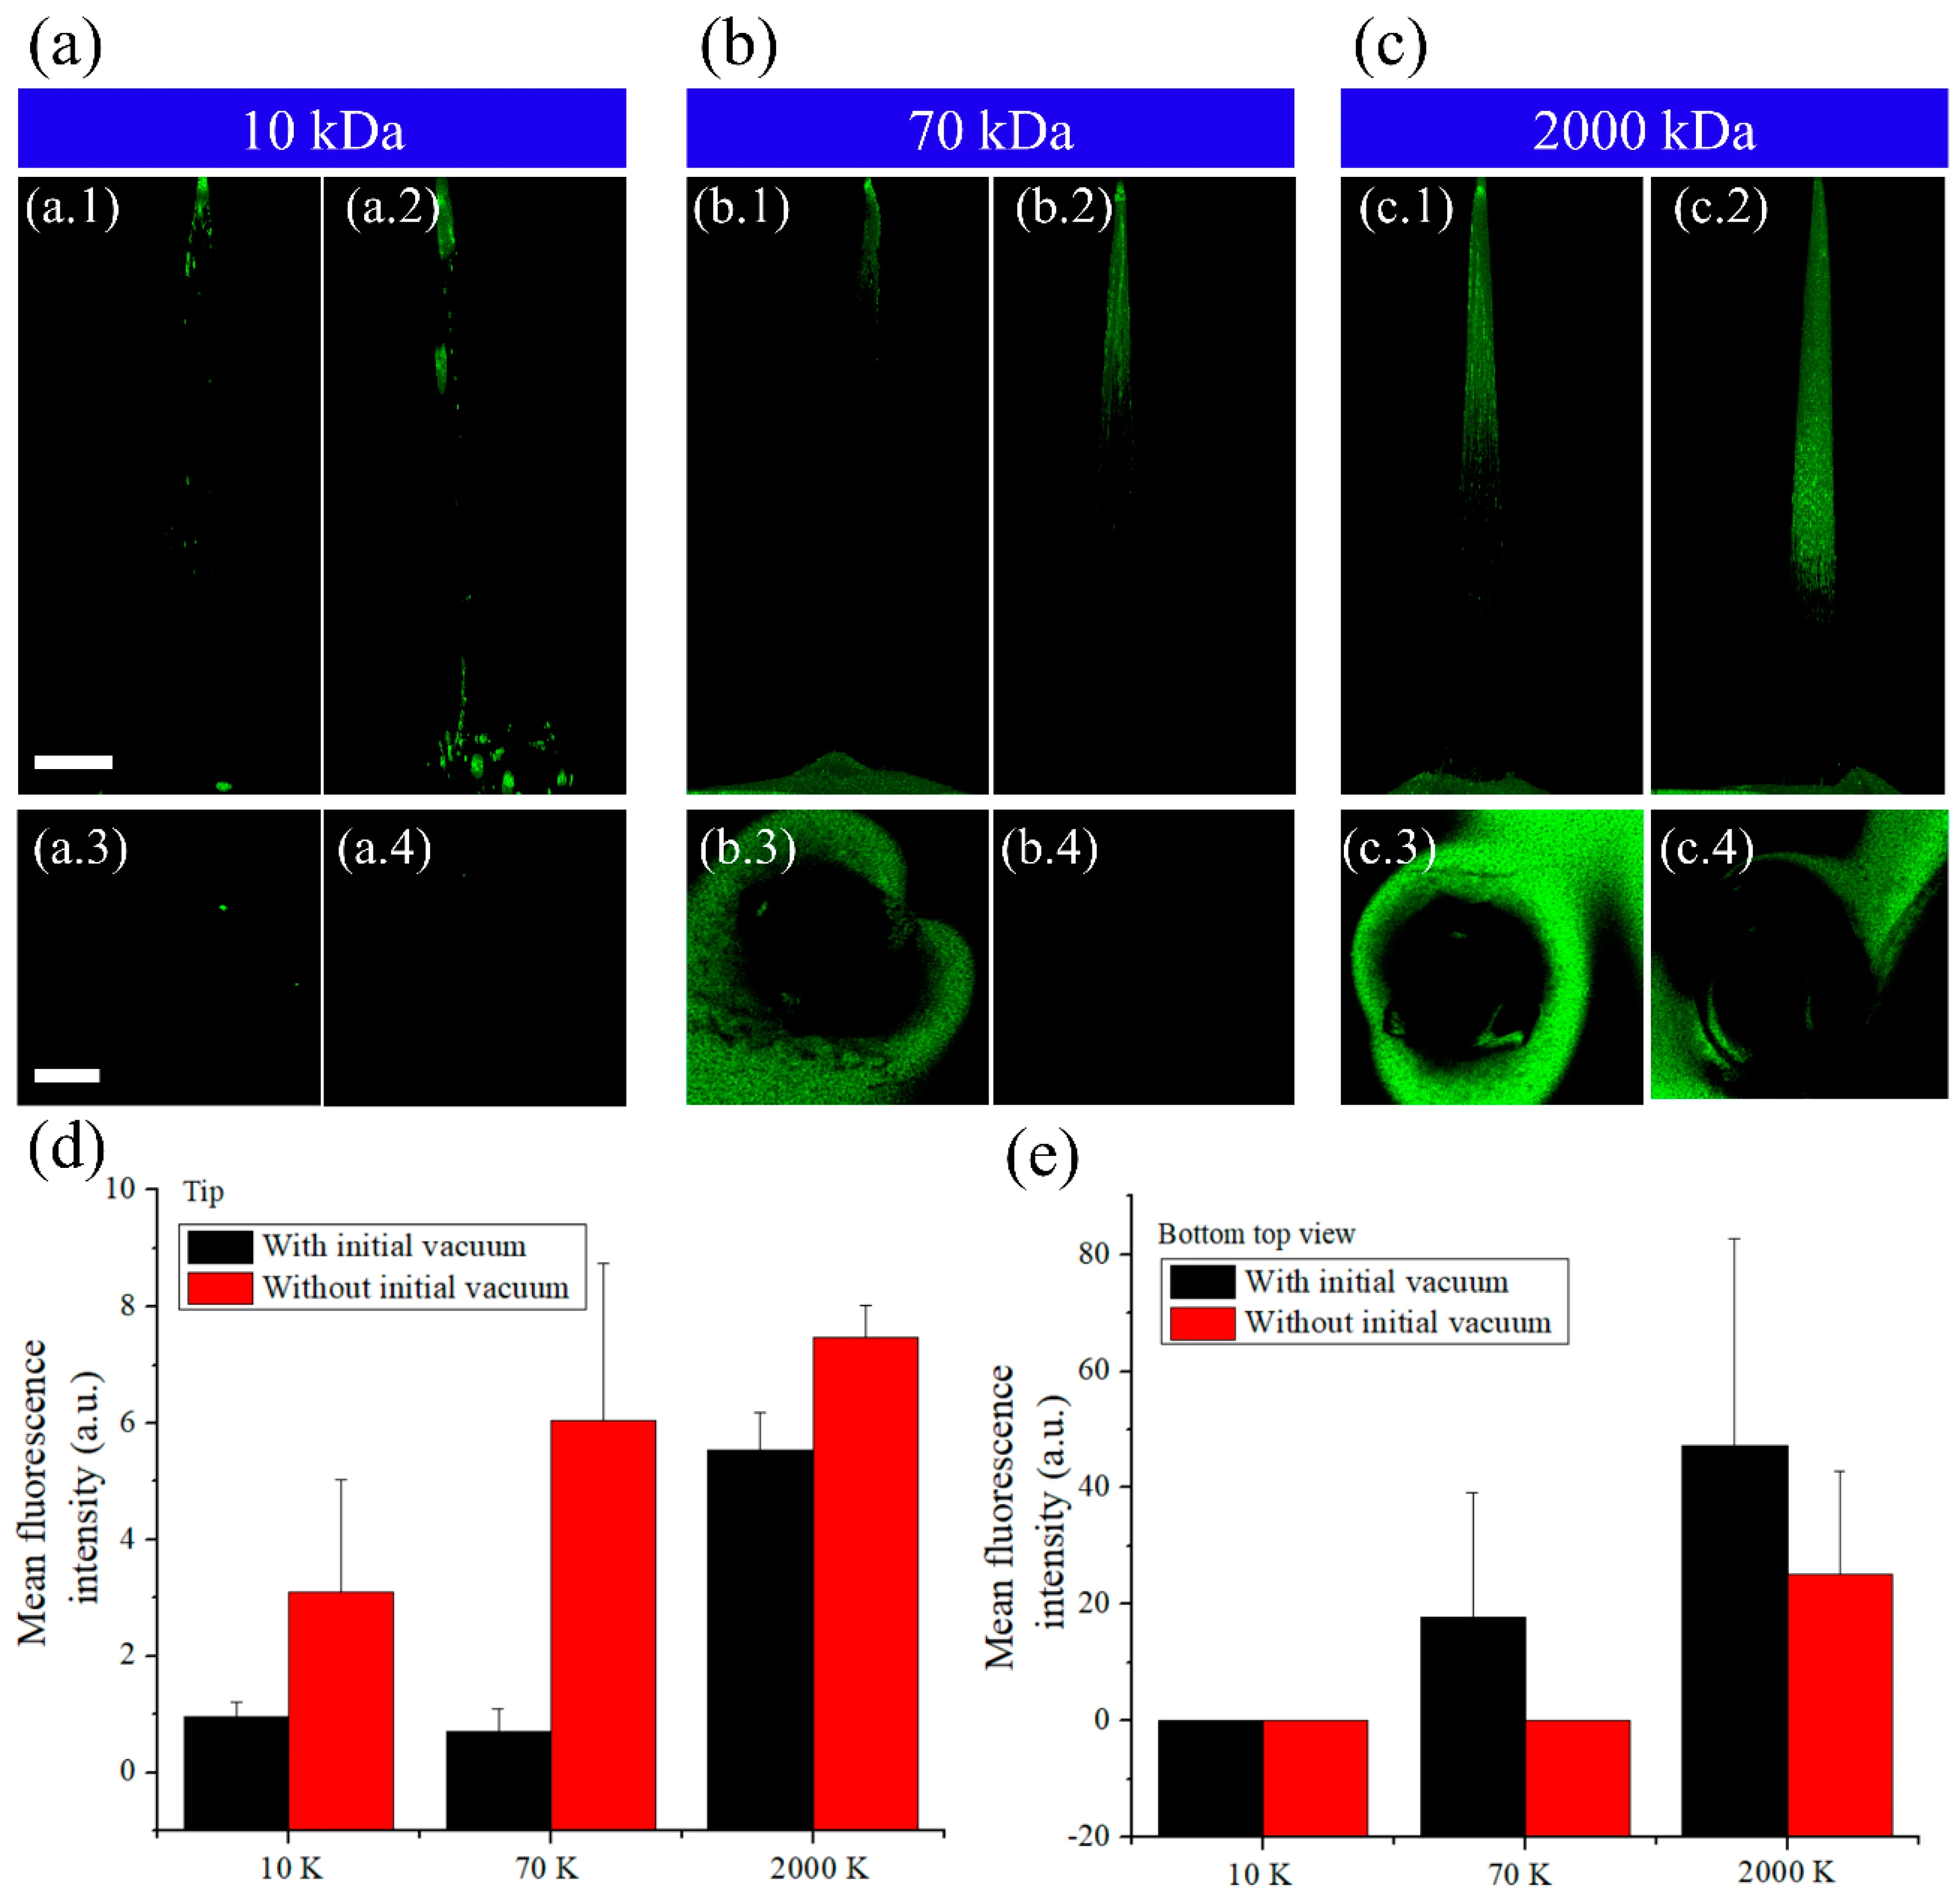 (a)
(b)
(c)
10 kDa
70 kDa
2000 kDa
(a.1)
(a.2)
(b.1)
(b.2)
(c.1)
(c.2)
(a.3)
(a.4)
(b.3)
(b.4)
(c.3)
(c.4)
(d)
Tip
With initial vacuum
Without initial vacuum
Mean fluorescence
intensity (a.u.)
10
8
6
4
2
0
10 K
70 K
2000 K
(e)
Bottom top view
With initial vacuum
Without initial vacuum
Mean fluorescence
intensity (a.u.)
80
60
40
20
0
-20
10 K
70 K
2000 K